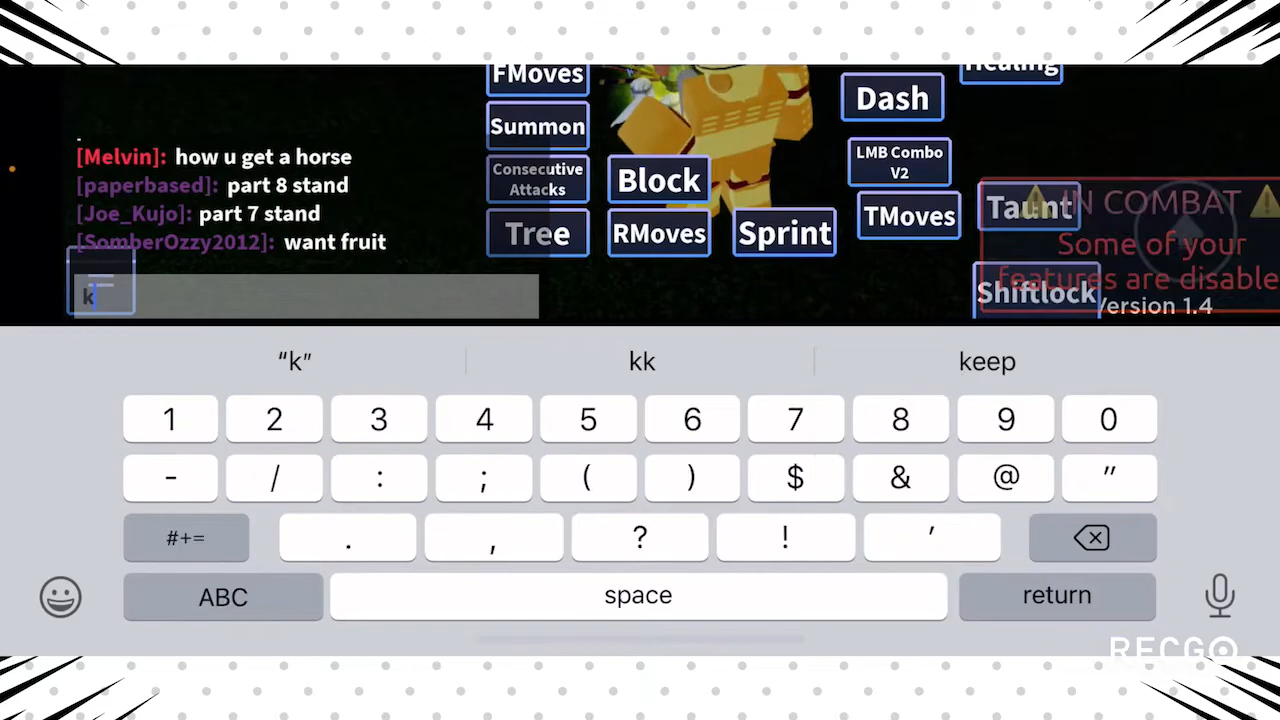 FMoves
Healing
Dash
Summon
[Melvin]: how u get a horse
LMB Combo
V2
Consecutive
Attacks
Block
[paperbased]: part 8 stand
[Joe_Kujo]: part 7 stand
TMoves
Taunt
⚠ IN COMBAT ⚠
Tree
RMoves
Sprint
[SomberOzzy2012]: want fruit
Some of your
features are disable
k
Shiftlock
Version 1.4
“k” kk keep
1 2 3 4 5 6 7 8 9 0
- / : ; ( ) $ & @ "
#+= . , ? ! '
ABC space return
RECGO